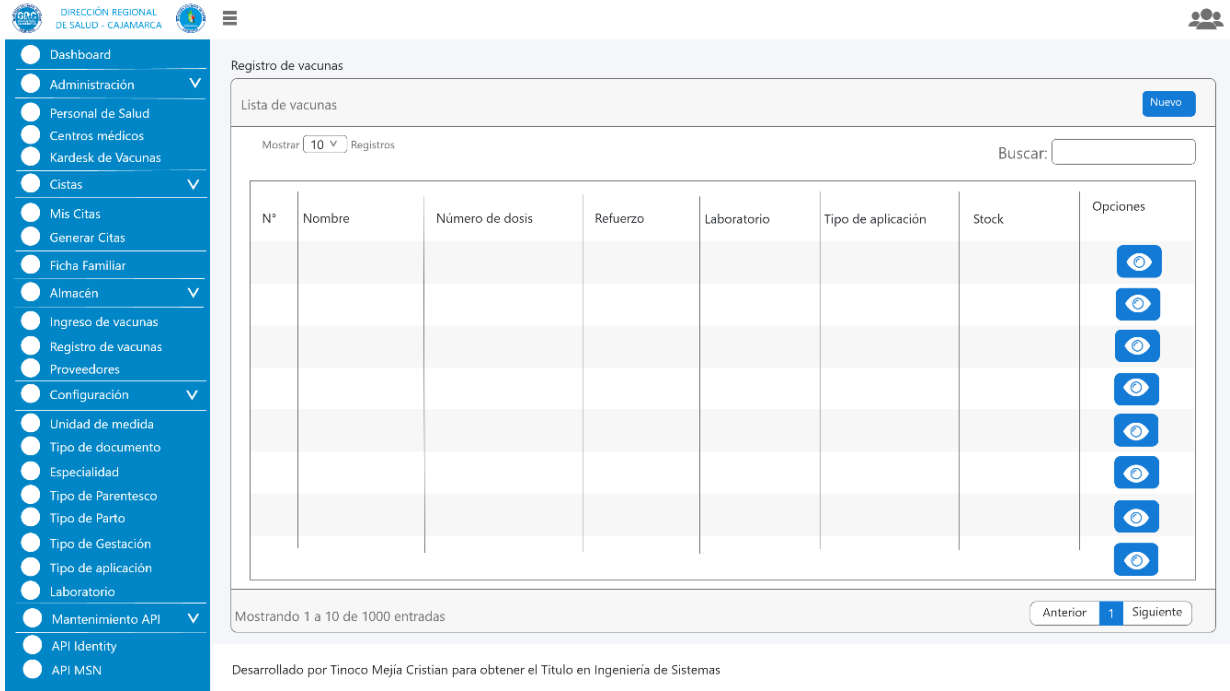 DIRECCIÓN REGIONAL
DE SALUD - CAJAMARCA
Dashboard
Administración
Personal de Salud
Centros médicos
Kardesk de Vacunas
Cistas
Mis Citas
Generar Citas
Ficha Familiar
Almacén
Ingreso de vacunas
Registro de vacunas
Proveedores
Configuración
Unidad de medida
Tipo de documento
Especialidad
Tipo de Parentesco
Tipo de Parto
Tipo de Gestación
Tipo de aplicación
Laboratorio
Mantenimiento API
API Identity
API MSN
Registro de vacunas
Lista de vacunas
Nuevo
Mostrar 10 Registros
Buscar:
N° Nombre Número de dosis Refuerzo Laboratorio Tipo de aplicación Stock Opciones
Mostrando 1 a 10 de 1000 entradas
Anterior 1 Siguiente
Desarrollado por Tinoco Mejía Cristian para obtener el Titulo en Ingeniería de Sistemas